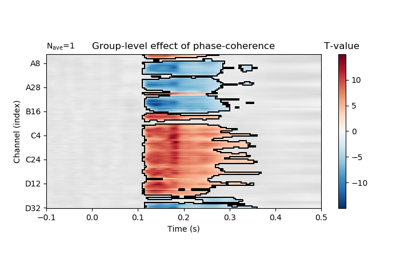 Nave=1 Group-level effect of phase-coherence T-value
A8
A28
B16
C4
C24
D12
D32
Channel (index)
−0.1 0.0 0.1 0.2 0.3 0.4 0.5
Time (s)
10
5
0
−5
−10